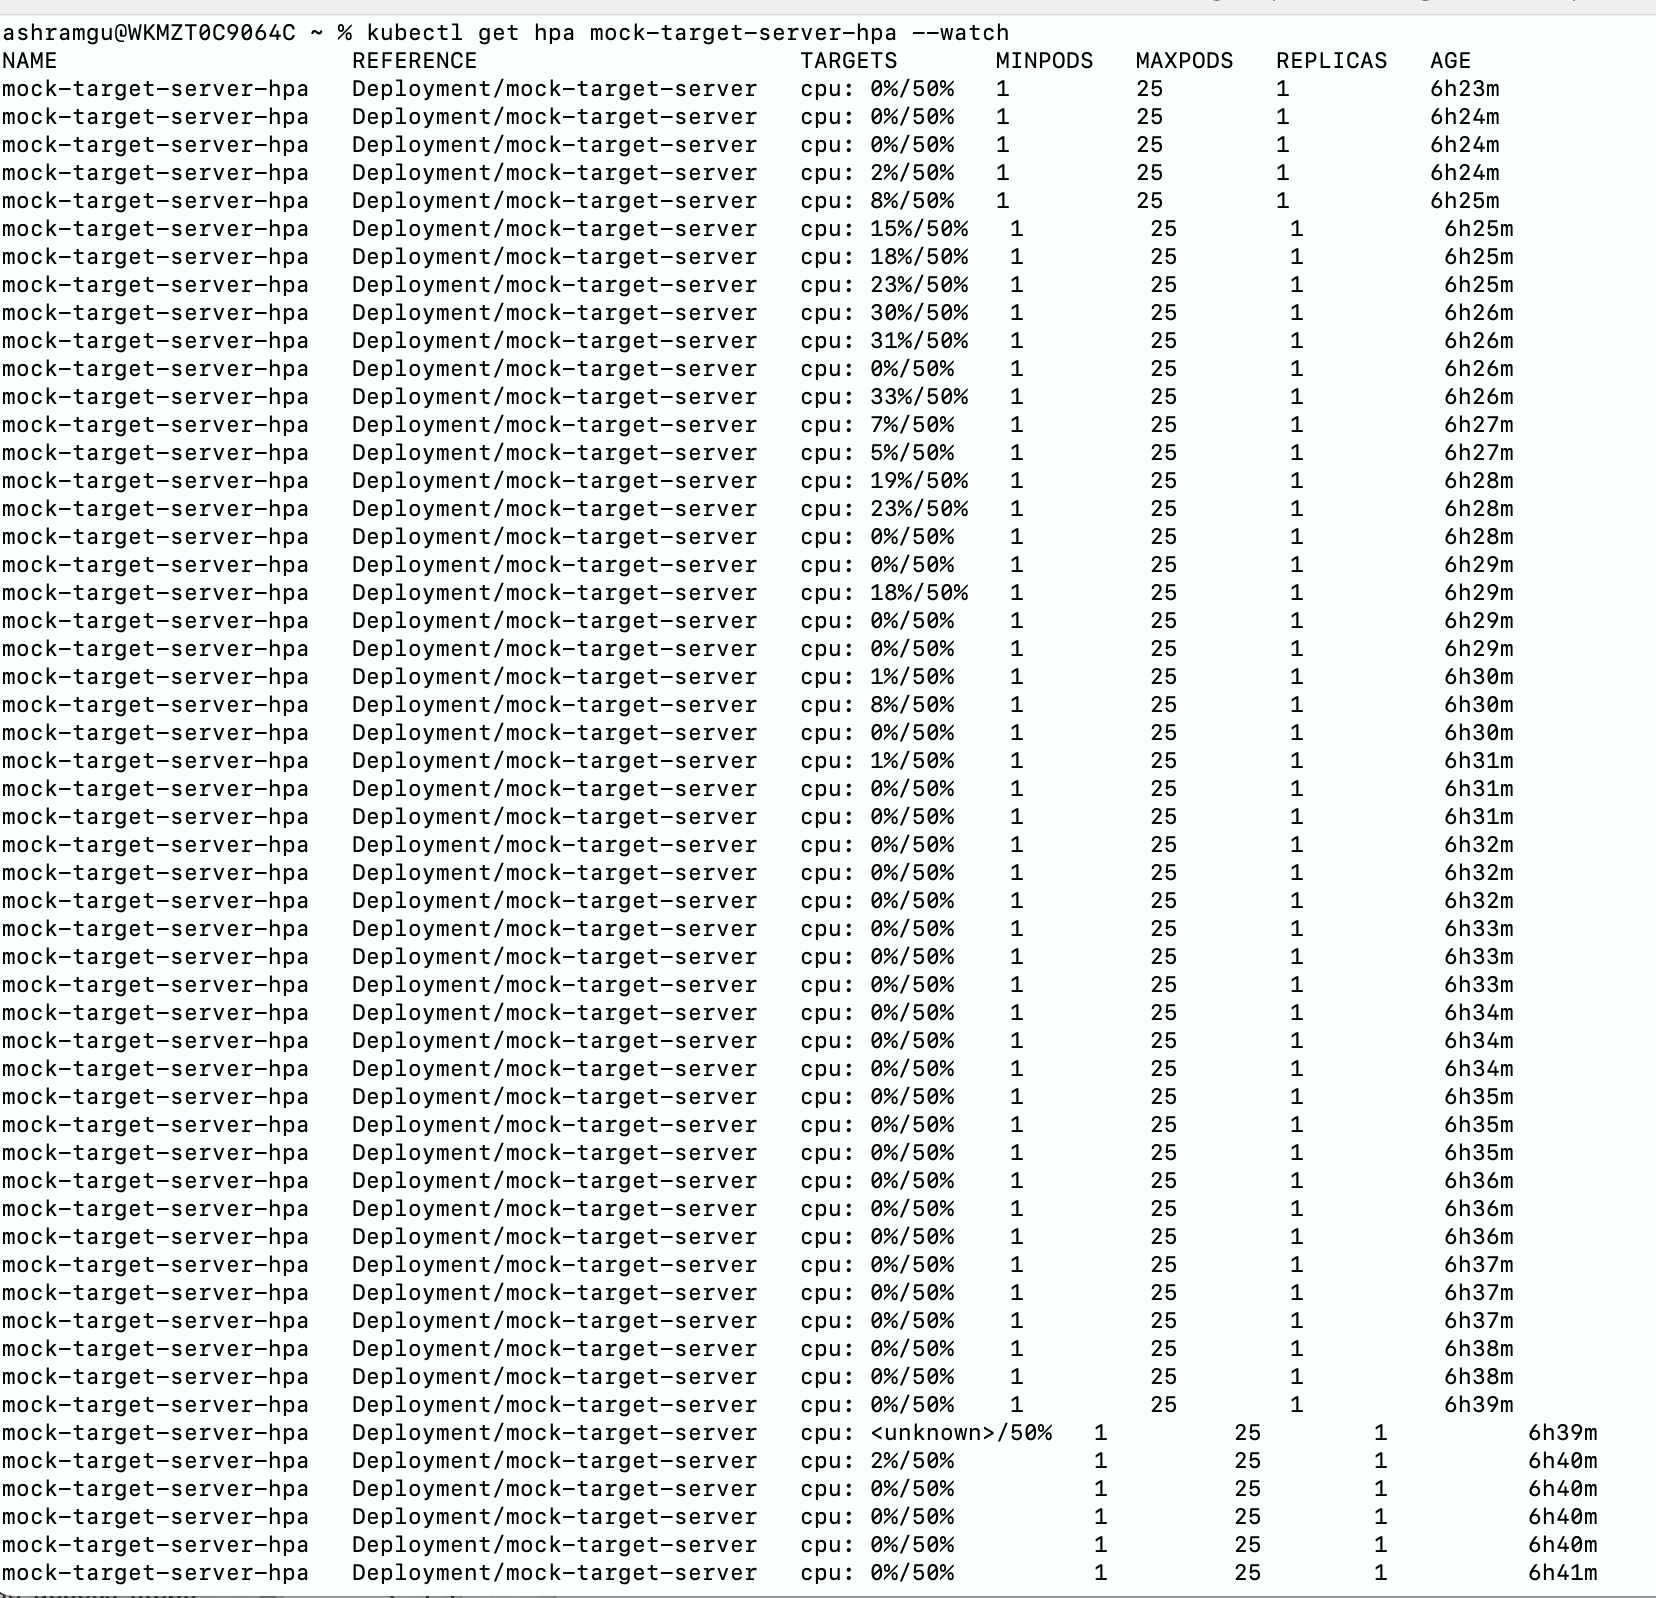 ashramgu@WKMZT0C9064C ~ % kubectl get hpa mock-target-server-hpa --watch
NAME REFERENCE TARGETS MINPODS MAXPODS REPLICAS AGE
mock-target-server-hpa Deployment/mock-target-server cpu: 0%/50% 1 25 1 6h23m
mock-target-server-hpa Deployment/mock-target-server cpu: 0%/50% 1 25 1 6h24m
mock-target-server-hpa Deployment/mock-target-server cpu: 0%/50% 1 25 1 6h24m
mock-target-server-hpa Deployment/mock-target-server cpu: 2%/50% 1 25 1 6h24m
mock-target-server-hpa Deployment/mock-target-server cpu: 8%/50% 1 25 1 6h25m
mock-target-server-hpa Deployment/mock-target-server cpu: 15%/50% 1 25 1 6h25m
mock-target-server-hpa Deployment/mock-target-server cpu: 18%/50% 1 25 1 6h25m
mock-target-server-hpa Deployment/mock-target-server cpu: 23%/50% 1 25 1 6h25m
mock-target-server-hpa Deployment/mock-target-server cpu: 30%/50% 1 25 1 6h26m
mock-target-server-hpa Deployment/mock-target-server cpu: 31%/50% 1 25 1 6h26m
mock-target-server-hpa Deployment/mock-target-server cpu: 0%/50% 1 25 1 6h26m
mock-target-server-hpa Deployment/mock-target-server cpu: 33%/50% 1 25 1 6h26m
mock-target-server-hpa Deployment/mock-target-server cpu: 7%/50% 1 25 1 6h27m
mock-target-server-hpa Deployment/mock-target-server cpu: 5%/50% 1 25 1 6h27m
mock-target-server-hpa Deployment/mock-target-server cpu: 19%/50% 1 25 1 6h28m
mock-target-server-hpa Deployment/mock-target-server cpu: 23%/50% 1 25 1 6h28m
mock-target-server-hpa Deployment/mock-target-server cpu: 0%/50% 1 25 1 6h28m
mock-target-server-hpa Deployment/mock-target-server cpu: 0%/50% 1 25 1 6h29m
mock-target-server-hpa Deployment/mock-target-server cpu: 18%/50% 1 25 1 6h29m
mock-target-server-hpa Deployment/mock-target-server cpu: 0%/50% 1 25 1 6h29m
mock-target-server-hpa Deployment/mock-target-server cpu: 0%/50% 1 25 1 6h29m
mock-target-server-hpa Deployment/mock-target-server cpu: 1%/50% 1 25 1 6h30m
mock-target-server-hpa Deployment/mock-target-server cpu: 8%/50% 1 25 1 6h30m
mock-target-server-hpa Deployment/mock-target-server cpu: 0%/50% 1 25 1 6h30m
mock-target-server-hpa Deployment/mock-target-server cpu: 1%/50% 1 25 1 6h31m
mock-target-server-hpa Deployment/mock-target-server cpu: 0%/50% 1 25 1 6h31m
mock-target-server-hpa Deployment/mock-target-server cpu: 0%/50% 1 25 1 6h31m
mock-target-server-hpa Deployment/mock-target-server cpu: 0%/50% 1 25 1 6h32m
mock-target-server-hpa Deployment/mock-target-server cpu: 0%/50% 1 25 1 6h32m
mock-target-server-hpa Deployment/mock-target-server cpu: 0%/50% 1 25 1 6h32m
mock-target-server-hpa Deployment/mock-target-server cpu: 0%/50% 1 25 1 6h33m
mock-target-server-hpa Deployment/mock-target-server cpu: 0%/50% 1 25 1 6h33m
mock-target-server-hpa Deployment/mock-target-server cpu: 0%/50% 1 25 1 6h33m
mock-target-server-hpa Deployment/mock-target-server cpu: 0%/50% 1 25 1 6h34m
mock-target-server-hpa Deployment/mock-target-server cpu: 0%/50% 1 25 1 6h34m
mock-target-server-hpa Deployment/mock-target-server cpu: 0%/50% 1 25 1 6h34m
mock-target-server-hpa Deployment/mock-target-server cpu: 0%/50% 1 25 1 6h35m
mock-target-server-hpa Deployment/mock-target-server cpu: 0%/50% 1 25 1 6h35m
mock-target-server-hpa Deployment/mock-target-server cpu: 0%/50% 1 25 1 6h35m
mock-target-server-hpa Deployment/mock-target-server cpu: 0%/50% 1 25 1 6h36m
mock-target-server-hpa Deployment/mock-target-server cpu: 0%/50% 1 25 1 6h36m
mock-target-server-hpa Deployment/mock-target-server cpu: 0%/50% 1 25 1 6h36m
mock-target-server-hpa Deployment/mock-target-server cpu: 0%/50% 1 25 1 6h37m
mock-target-server-hpa Deployment/mock-target-server cpu: 0%/50% 1 25 1 6h37m
mock-target-server-hpa Deployment/mock-target-server cpu: 0%/50% 1 25 1 6h37m
mock-target-server-hpa Deployment/mock-target-server cpu: 0%/50% 1 25 1 6h38m
mock-target-server-hpa Deployment/mock-target-server cpu: 0%/50% 1 25 1 6h38m
mock-target-server-hpa Deployment/mock-target-server cpu: 0%/50% 1 25 1 6h39m
mock-target-server-hpa Deployment/mock-target-server cpu: <unknown>/50% 1 25 1 6h39m
mock-target-server-hpa Deployment/mock-target-server cpu: 2%/50% 1 25 1 6h40m
mock-target-server-hpa Deployment/mock-target-server cpu: 0%/50% 1 25 1 6h40m
mock-target-server-hpa Deployment/mock-target-server cpu: 0%/50% 1 25 1 6h40m
mock-target-server-hpa Deployment/mock-target-server cpu: 0%/50% 1 25 1 6h40m
mock-target-server-hpa Deployment/mock-target-server cpu: 0%/50% 1 25 1 6h41m